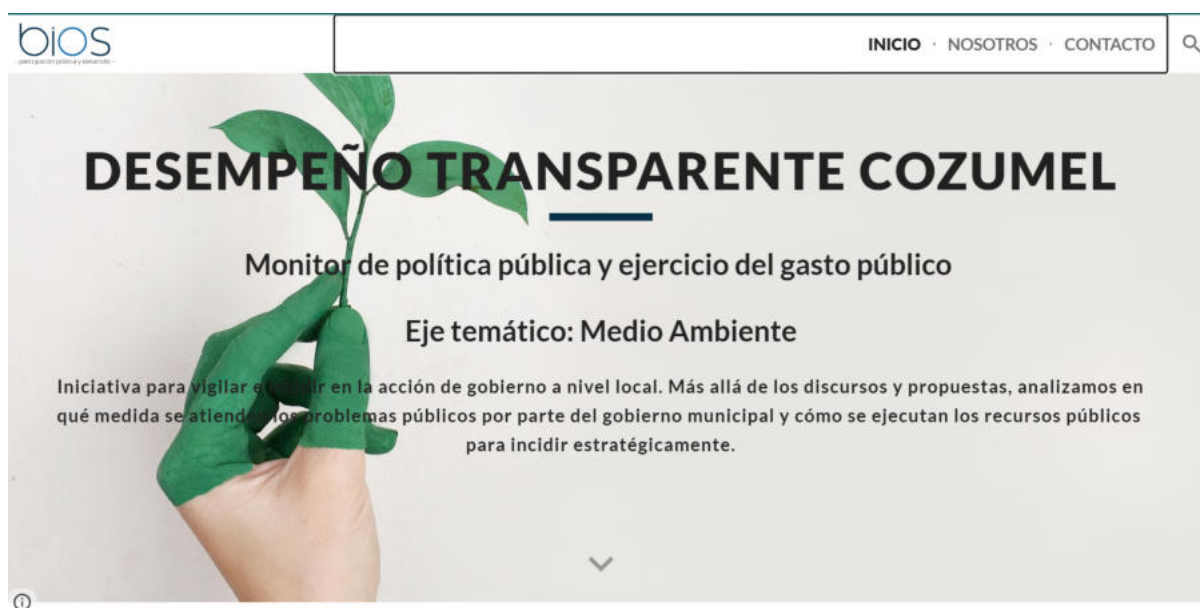 bios
- participación política y desarrollo -
INICIO · NOSOTROS · CONTACTO
DESEMPEÑO TRANSPARENTE COZUMEL
Monitor de política pública y ejercicio del gasto público
Eje temático: Medio Ambiente
Iniciativa para vigilar e incidir en la acción de gobierno a nivel local. Más allá de los discursos y propuestas, analizamos en
qué medida se atienden los problemas públicos por parte del gobierno municipal y cómo se ejecutan los recursos públicos
para incidir estratégicamente.